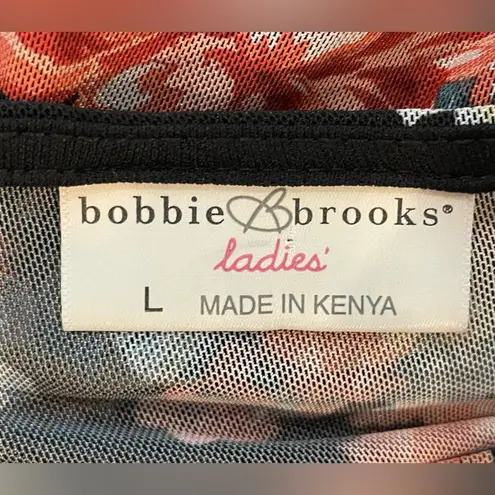 bobbie B brooks®
ladies'
L MADE IN KENYA